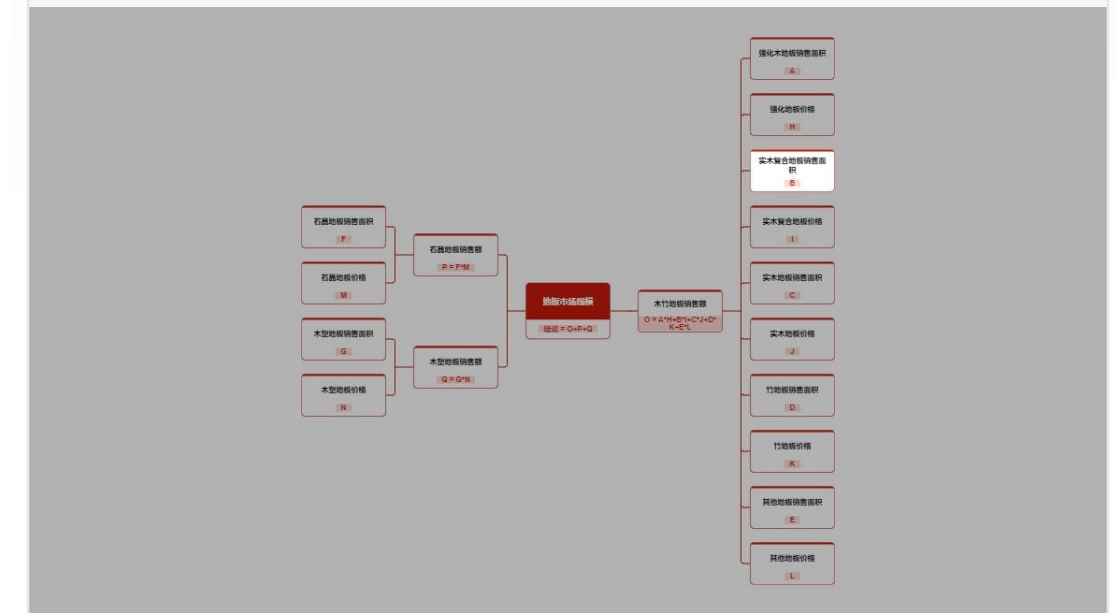 石晶地板销售面积
F
石晶地板价格
M
木塑地板销售面积
G
木塑地板价格
N
石晶地板销售额
P = F*M
木塑地板销售额
Q = G*N
地板市场规模
结论 = O+P+Q
木竹地板销售额
O = A*H+B*I+C*J+D*
K+E*L
强化木地板销售面积
A
强化地板价格
H
实木复合地板销售面
积
B
实木复合地板价格
I
实木地板销售面积
C
实木地板价格
J
竹地板销售面积
D
竹地板价格
K
其他地板销售面积
E
其他地板价格
L